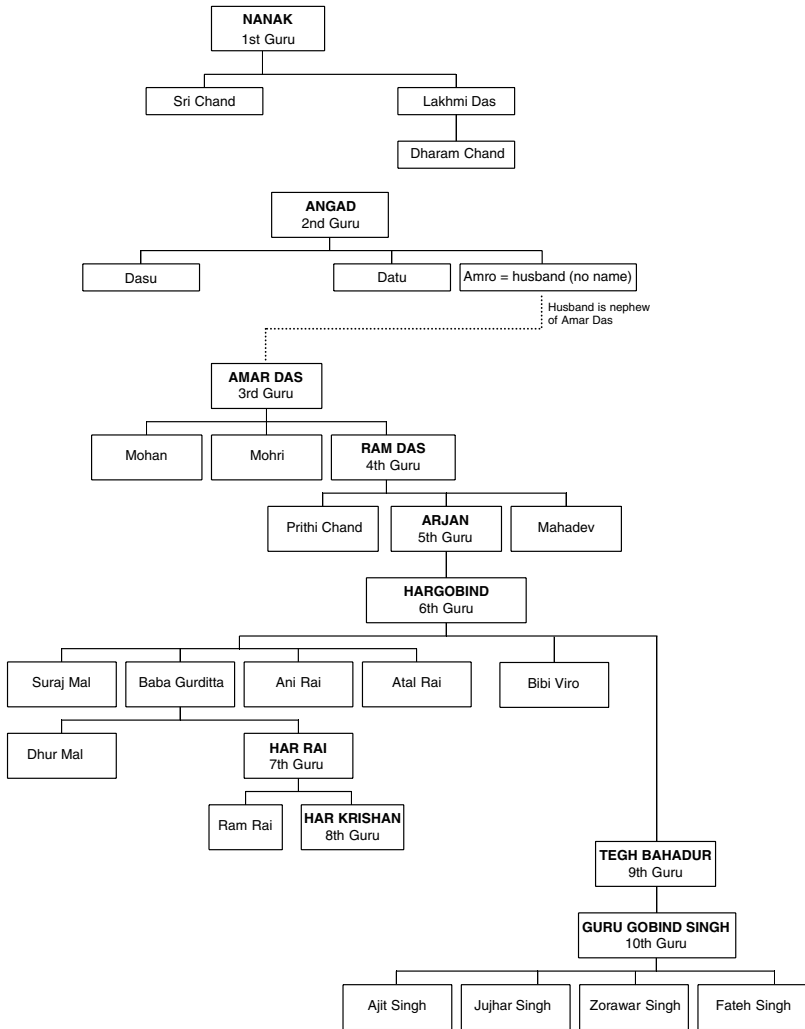 NANAK
1st Guru
Sri Chand
Lakhmi Das
Dharam Chand
ANGAD
2nd Guru
Dasu
Datu
Amro = husband (no name)
Husband is nephew
of Amar Das
AMAR DAS
3rd Guru
Mohan
Mohri
RAM DAS
4th Guru
Prithi Chand
ARJAN
5th Guru
Mahadev
HARGOBIND
6th Guru
Suraj Mal
Baba Gurditta
Ani Rai
Atal Rai
Bibi Viro
Dhur Mal
HAR RAI
7th Guru
Ram Rai
HAR KRISHAN
8th Guru
TEGH BAHADUR
9th Guru
GURU GOBIND SINGH
10th Guru
Ajit Singh
Jujhar Singh
Zorawar Singh
Fateh Singh